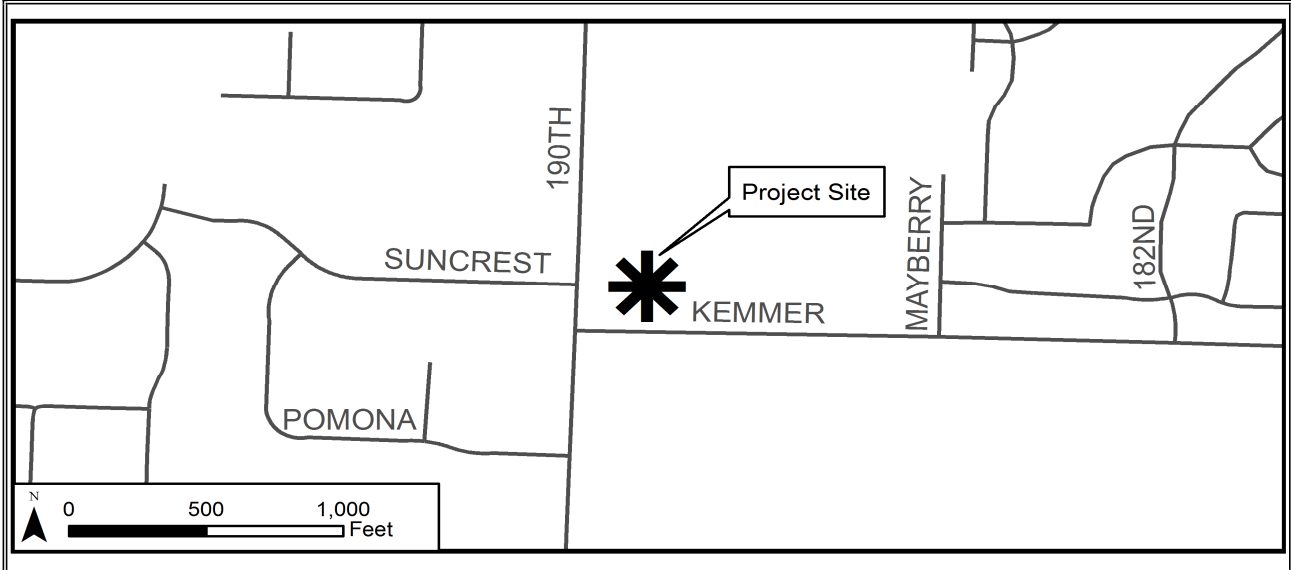 190TH
Project Site
MAYBERRY
182ND
SUNCREST
KEMMER
POMONA
N
0 500 1,000
Feet